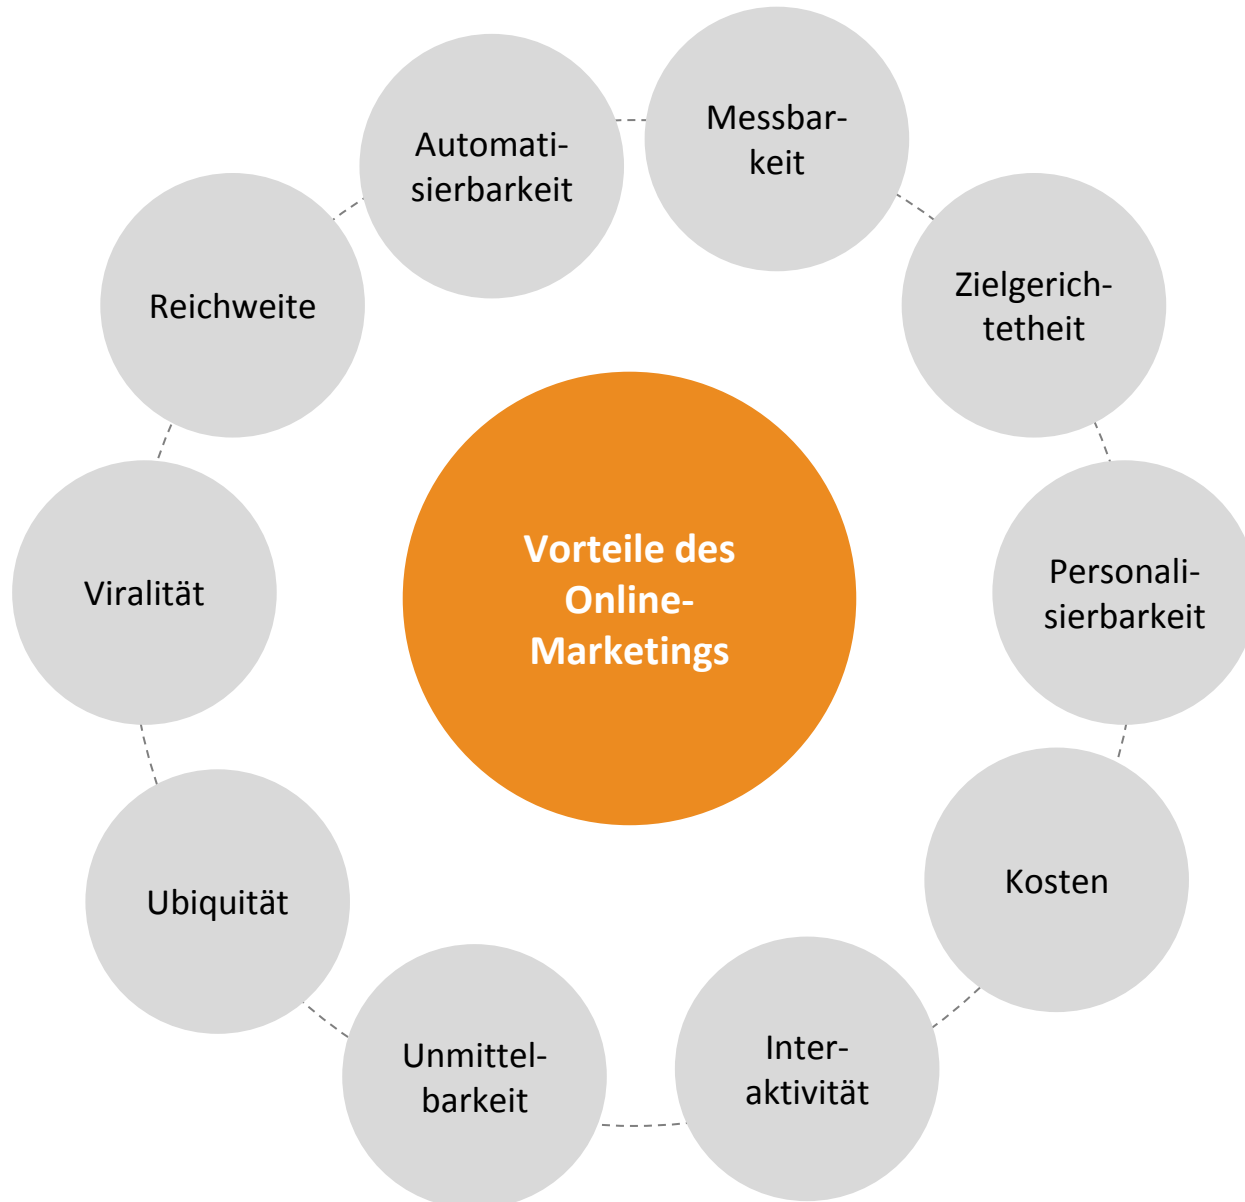 Messbar-
keit
Automati-
sierbarkeit
Zielgerich-
tetheit
Reichweite
Vorteile des
Online-
Marketings
Personali-
sierbarkeit
Viralität
Kosten
Ubiquität
Inter-
aktivität
Unmittel-
barkeit